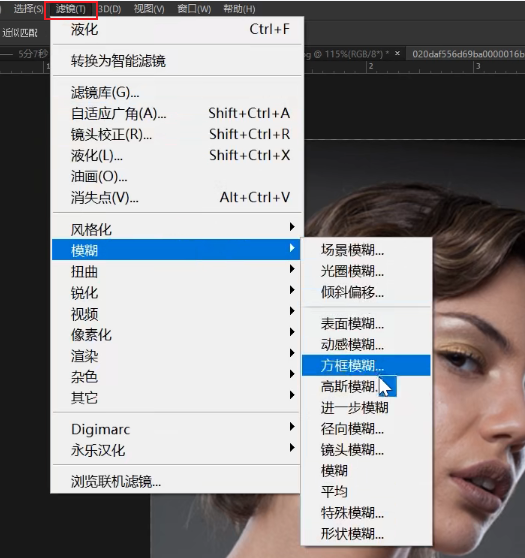 选择(S) 滤镜(T) 3D(D) 视图(V) 窗口(W) 帮助(H)
近似匹配
5分7秒
.png @ 115%(RGB/8*) * × 020daf556d69ba0000016b
1 2 3
液化 Ctrl+F
转换为智能滤镜
滤镜库(G)...
自适应广角(A)... Shift+Ctrl+A
镜头校正(R)... Shift+Ctrl+R
液化(L)... Shift+Ctrl+X
油画(O)...
消失点(V)... Alt+Ctrl+V
风格化
模糊
扭曲
锐化
视频
像素化
渲染
杂色
其它
Digimarc
永乐汉化
浏览联机滤镜...
场景模糊...
光圈模糊...
倾斜偏移...
表面模糊...
动感模糊...
方框模糊...
高斯模糊...
进一步模糊
径向模糊...
镜头模糊...
模糊
平均
特殊模糊...
形状模糊...